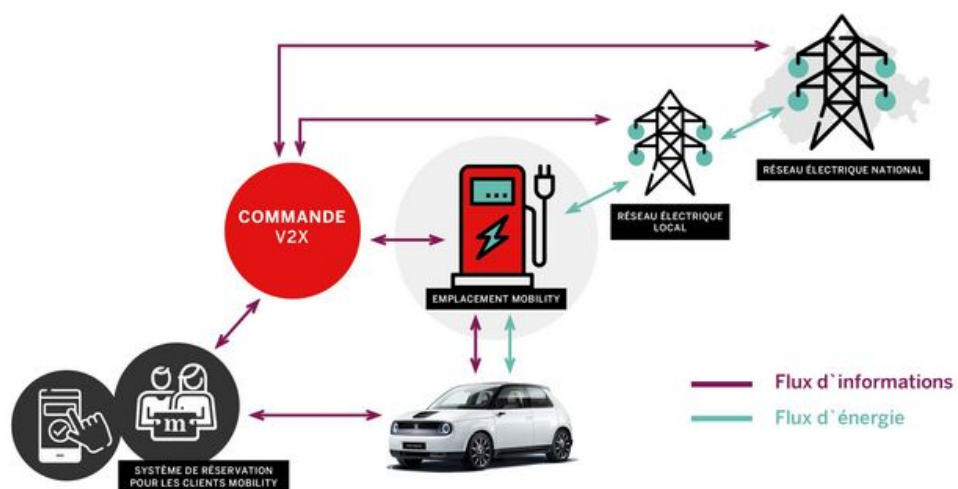 RÉSEAU ÉLECTRIQUE NATIONAL
RÉSEAU ÉLECTRIQUE
LOCAL
COMMANDE
V2X
EMPLACEMENT MOBILITY
m
Flux d`informations
Flux d`énergie
SYSTÈME DE RÉSERVATION
POUR LES CLIENTS MOBILITY